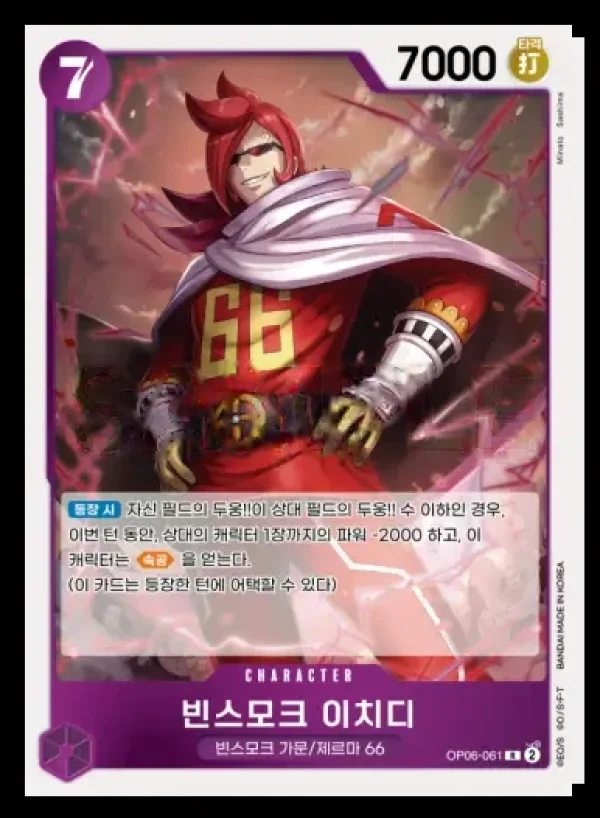 7
7000
타격
打
Minato Sashima
66
등장 시 자신 필드의 두웅!!이 상대 필드의 두웅!! 수 이하인 경우,
이번 턴 동안, 상대의 캐릭터 1장까지의 파워 -2000 하고, 이
캐릭터는 속공 을 얻는다.
(이 카드는 등장한 턴에 어택할 수 있다)
CHARACTER
빈스모크 이치디
빈스모크 가문/제르마 66
OP06-061 R 2
©EO/S ©O/S·F·T BANDAI MADE IN KOREA